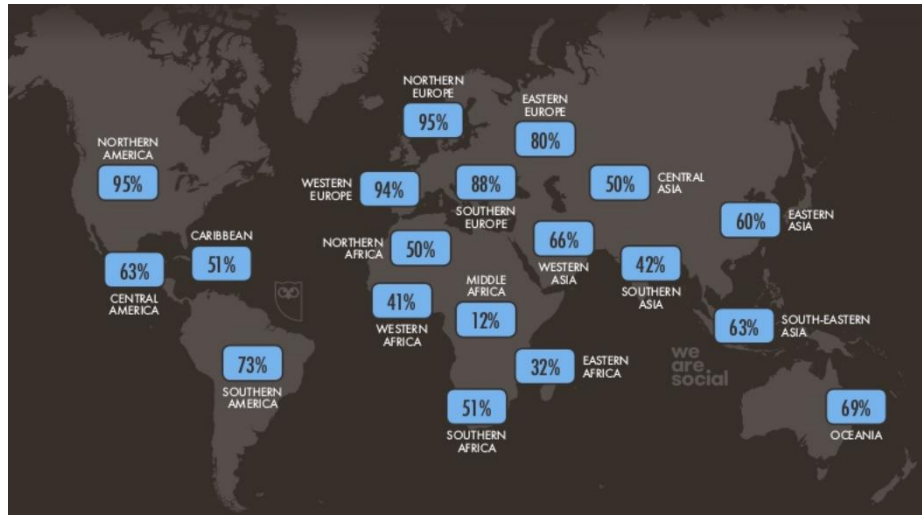 NORTHERN
EUROPE
95%
EASTERN
EUROPE
80%
NORTHERN
AMERICA
95%
WESTERN
EUROPE
94%
88%
SOUTHERN
EUROPE
50%
CENTRAL
ASIA
60%
EASTERN
ASIA
CARIBBEAN
51%
63%
CENTRAL
AMERICA
NORTHERN
AFRICA
50%
66%
WESTERN
ASIA
42%
SOUTHERN
ASIA
41%
WESTERN
AFRICA
MIDDLE
AFRICA
12%
63%
SOUTH-EASTERN
ASIA
73%
SOUTHERN
AMERICA
32%
EASTERN
AFRICA
we
are
social
51%
SOUTHERN
AFRICA
69%
OCEANIA